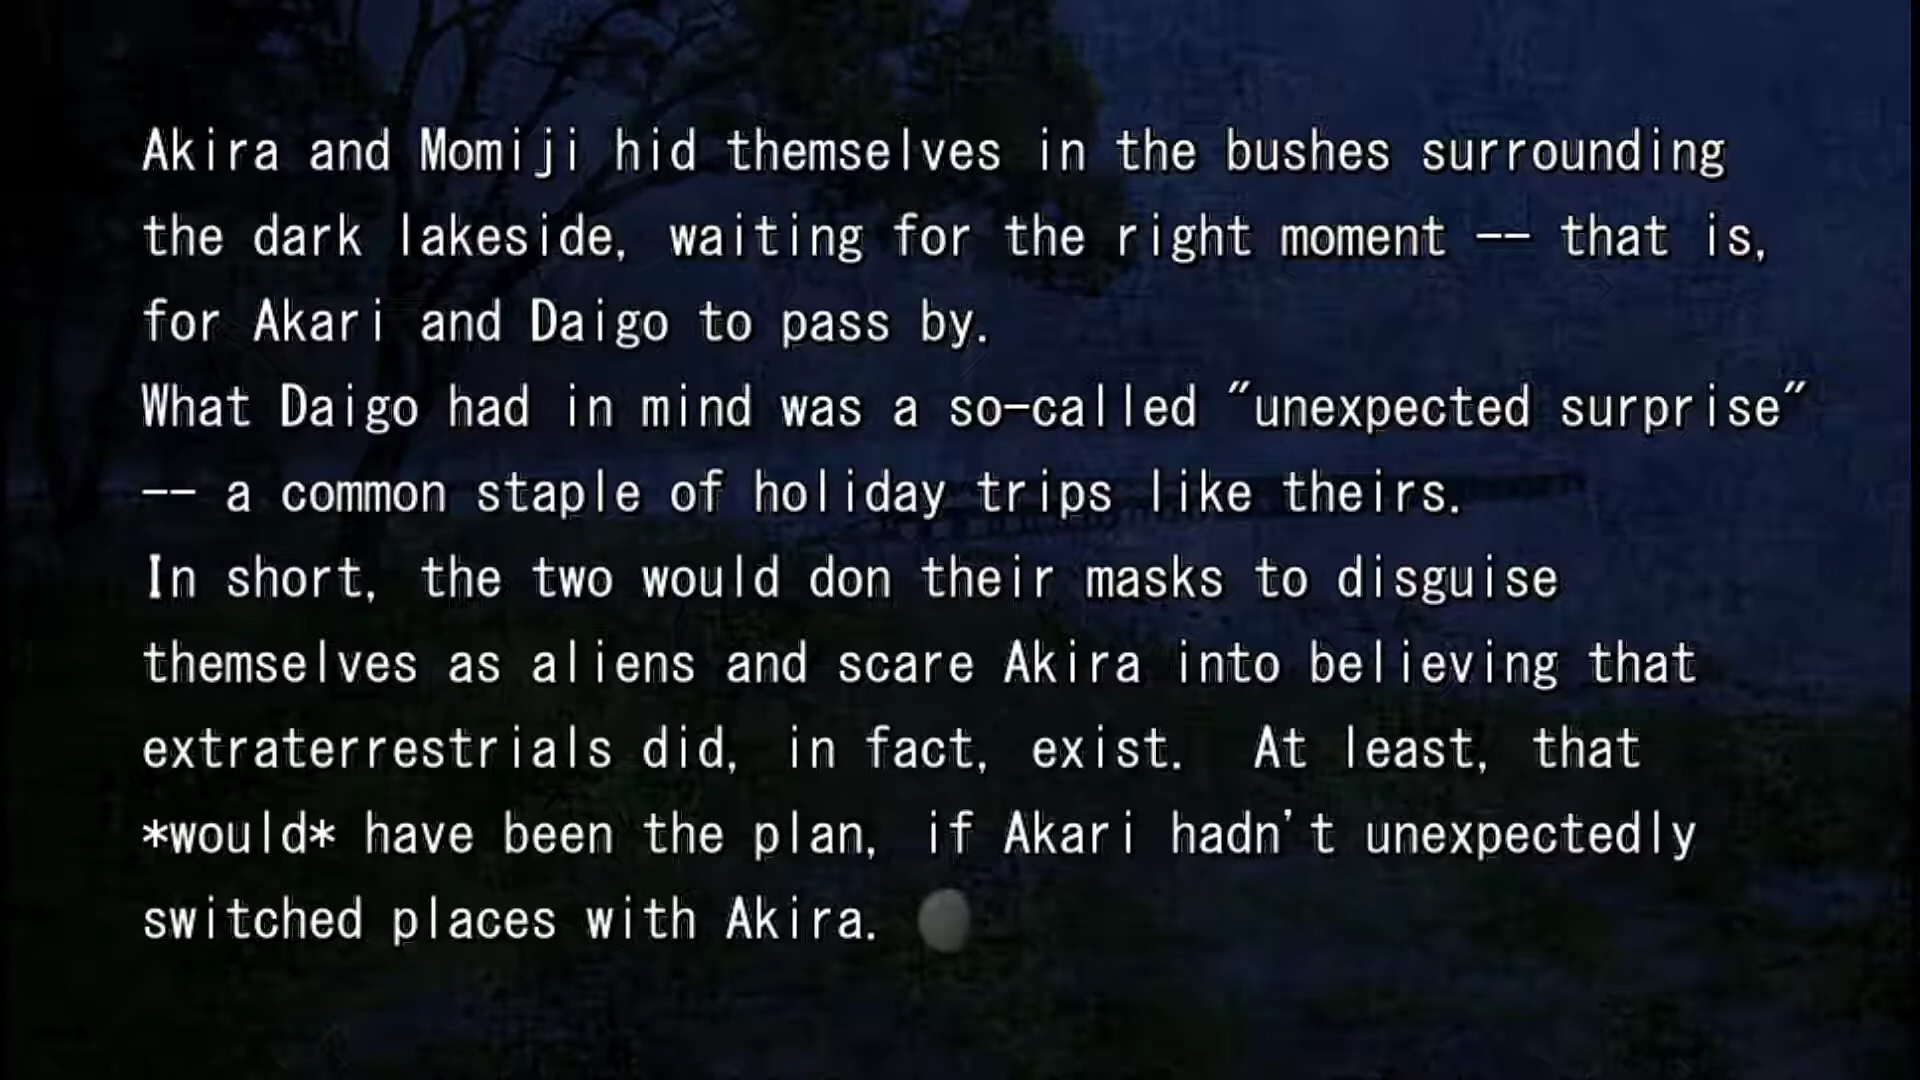 Akira and Momiji hid themselves in the bushes surrounding
the dark lakeside, waiting for the right moment -- that is,
for Akari and Daigo to pass by.
What Daigo had in mind was a so-called "unexpected surprise"
-- a common staple of holiday trips like theirs.
In short, the two would don their masks to disguise
themselves as aliens and scare Akira into believing that
extraterrestrials did, in fact, exist.  At least, that
*would* have been the plan, if Akari hadn't unexpectedly
switched places with Akira.